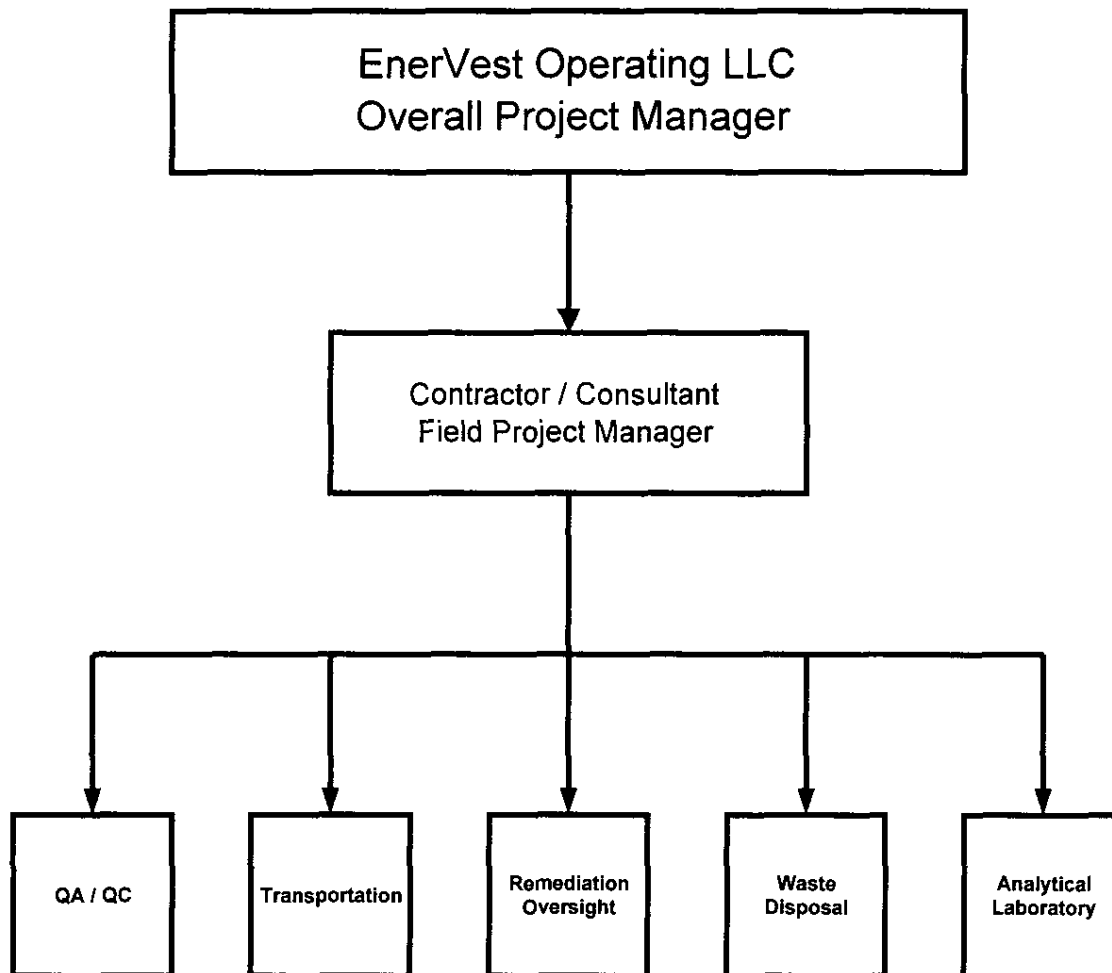 EnerVest Operating LLC
Overall Project Manager
Contractor / Consultant
Field Project Manager
QA / QC
Transportation
Remediation
Oversight
Waste
Disposal
Analytical
Laboratory